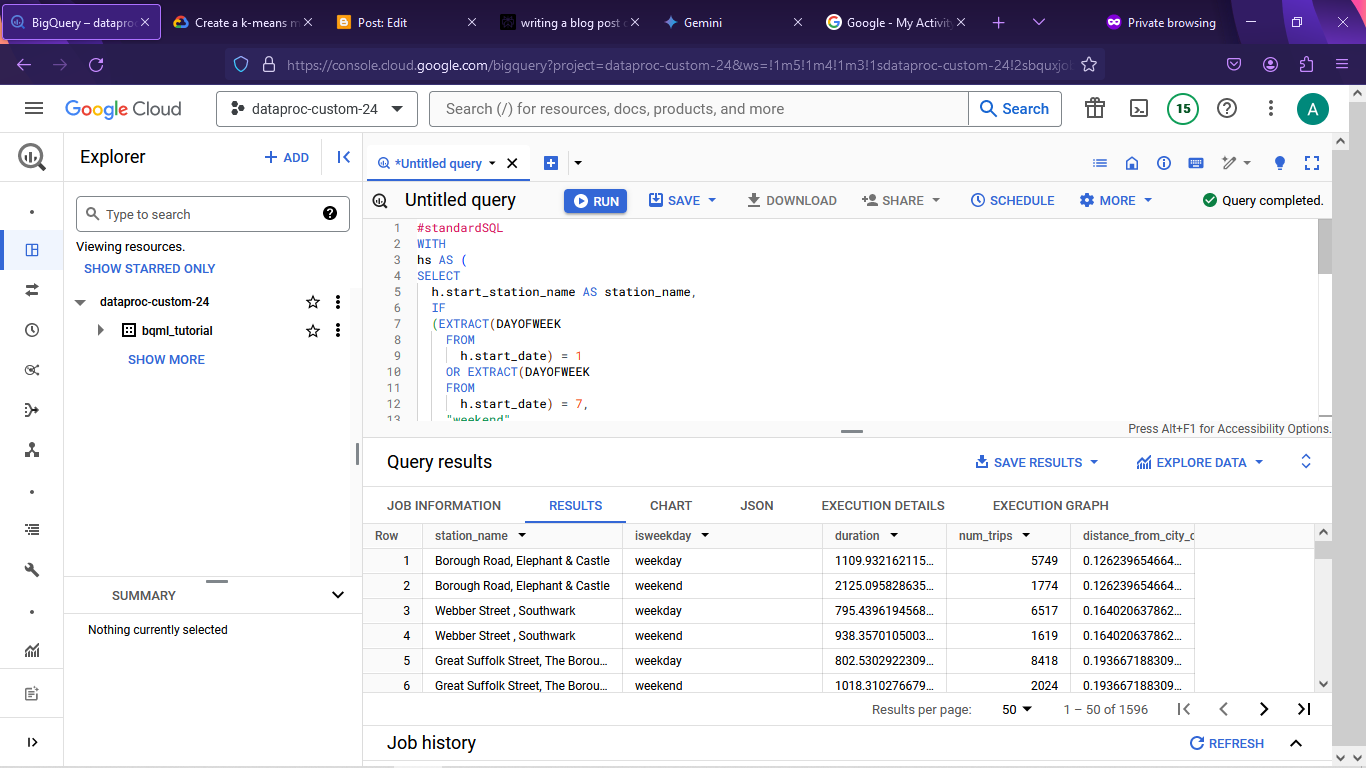 BigQuery – dataproc
Create a k-means m
Post: Edit
writing a blog post c
Gemini
Google - My Activity
Private browsing
https://console.cloud.google.com/bigquery?project=dataproc-custom-24&ws=!1m5!1m4!1m3!1sdataproc-custom-24!2sbquxjob
Google Cloud
dataproc-custom-24
Search (/) for resources, docs, products, and more
Search
15
A
Explorer
+ ADD
*Untitled query
Type to search
Viewing resources.
SHOW STARRED ONLY
dataproc-custom-24
bqml_tutorial
SHOW MORE
SUMMARY
Nothing currently selected
Untitled query
RUN
SAVE
DOWNLOAD
SHARE
SCHEDULE
MORE
Query completed.
1 #standardSQL
2 WITH
3 hs AS (
4 SELECT
5 h.start_station_name AS station_name,
6 IF
7 (EXTRACT(DAYOFWEEK
8 FROM
9 h.start_date) = 1
10 OR EXTRACT(DAYOFWEEK
11 FROM
12 h.start_date) = 7,
13 "weekend"
Press Alt+F1 for Accessibility Options.
Query results
SAVE RESULTS
EXPLORE DATA
JOB INFORMATION RESULTS CHART JSON EXECUTION DETAILS EXECUTION GRAPH
Row station_name isweekday duration num_trips distance_from_city_c
1 Borough Road, Elephant & Castle weekday 1109.932162115... 5749 0.126239654664...
2 Borough Road, Elephant & Castle weekend 2125.095828635... 1774 0.126239654664...
3 Webber Street , Southwark weekday 795.4396194568... 6517 0.164020637862...
4 Webber Street , Southwark weekend 938.3570105003... 1619 0.164020637862...
5 Great Suffolk Street, The Borou... weekday 802.5302922309... 8418 0.193667188309...
6 Great Suffolk Street, The Borou... weekend 1018.310276679... 2024 0.193667188309...
Results per page: 50 1 – 50 of 1596
Job history
REFRESH